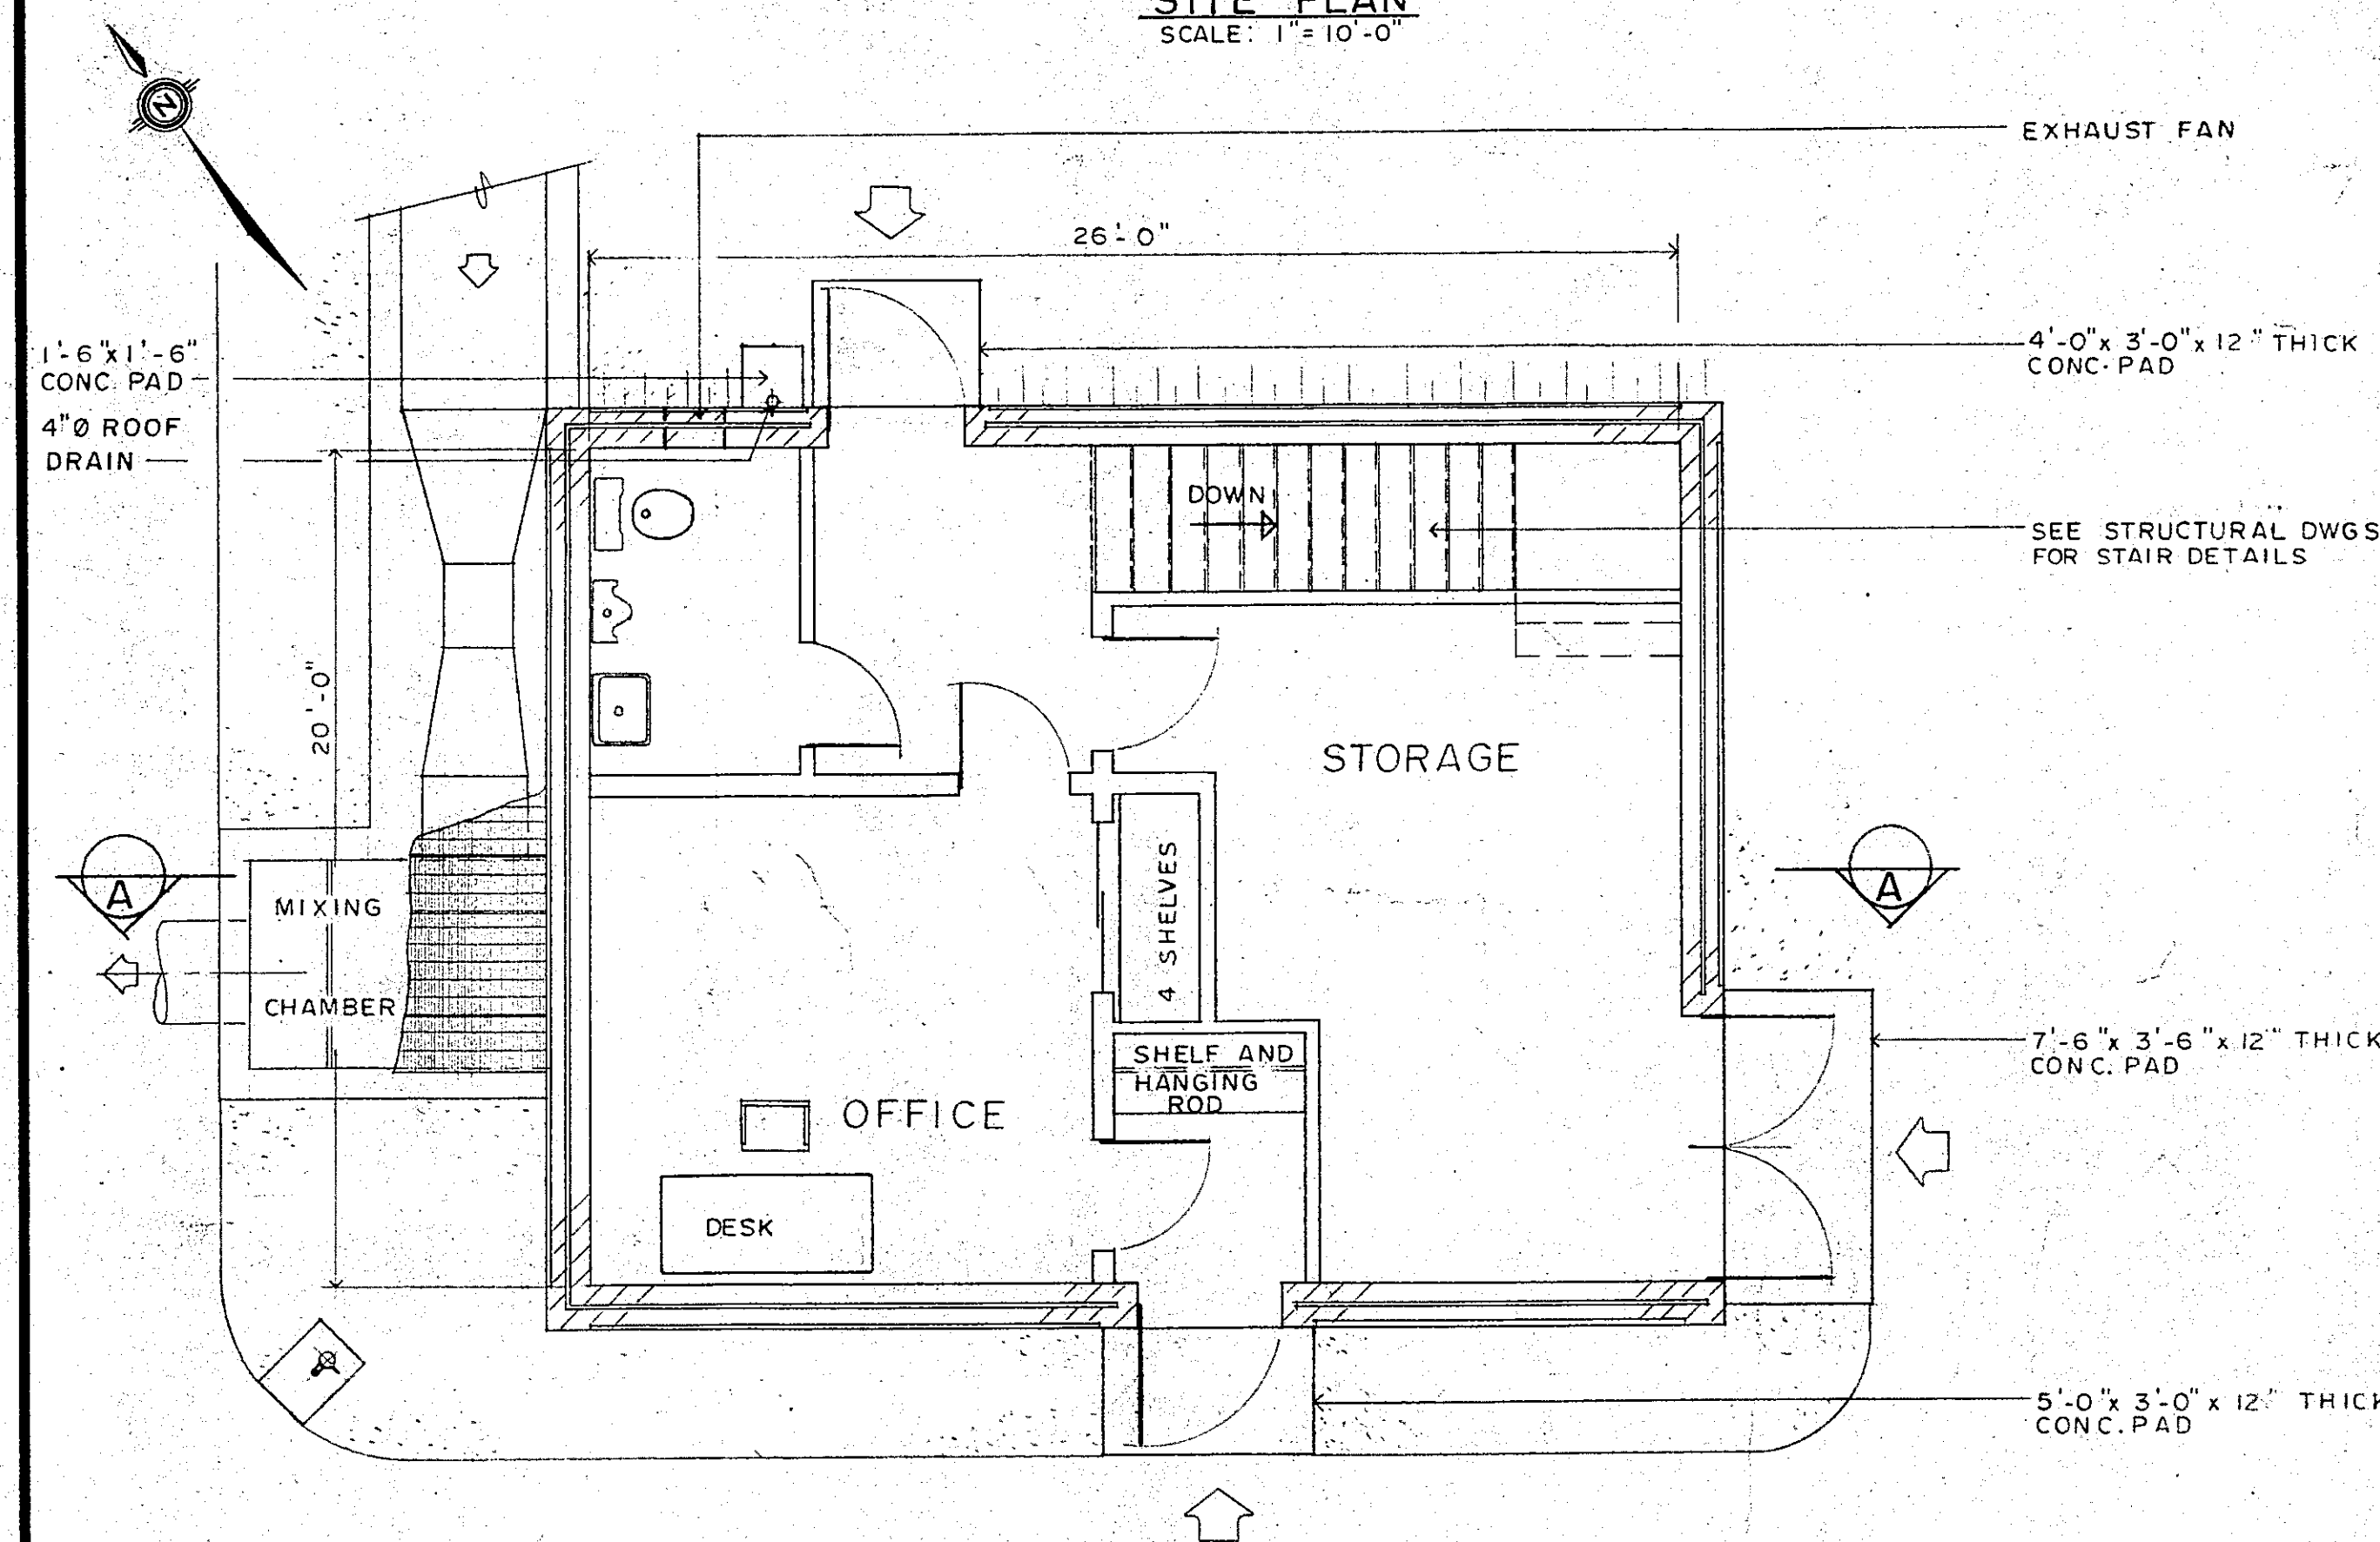 SITE PLAN
SCALE: 1"=10'-0"
N
EXHAUST FAN
26'-0"
1'-6"x1'-6"
CONC. PAD
4"Ø ROOF
DRAIN
4'-0"x 3'-0"x 12" THICK
CONC. PAD
DOWN
SEE STRUCTURAL DWGS
FOR STAIR DETAILS
20'-0"
STORAGE
4 SHELVES
A
A
MIXING
CHAMBER
SHELF AND
HANGING
ROD
7'-6"x 3'-6"x 12" THICK
CONC. PAD
OFFICE
DESK
5'-0"x 3'-0" x 12" THICK
CONC. PAD